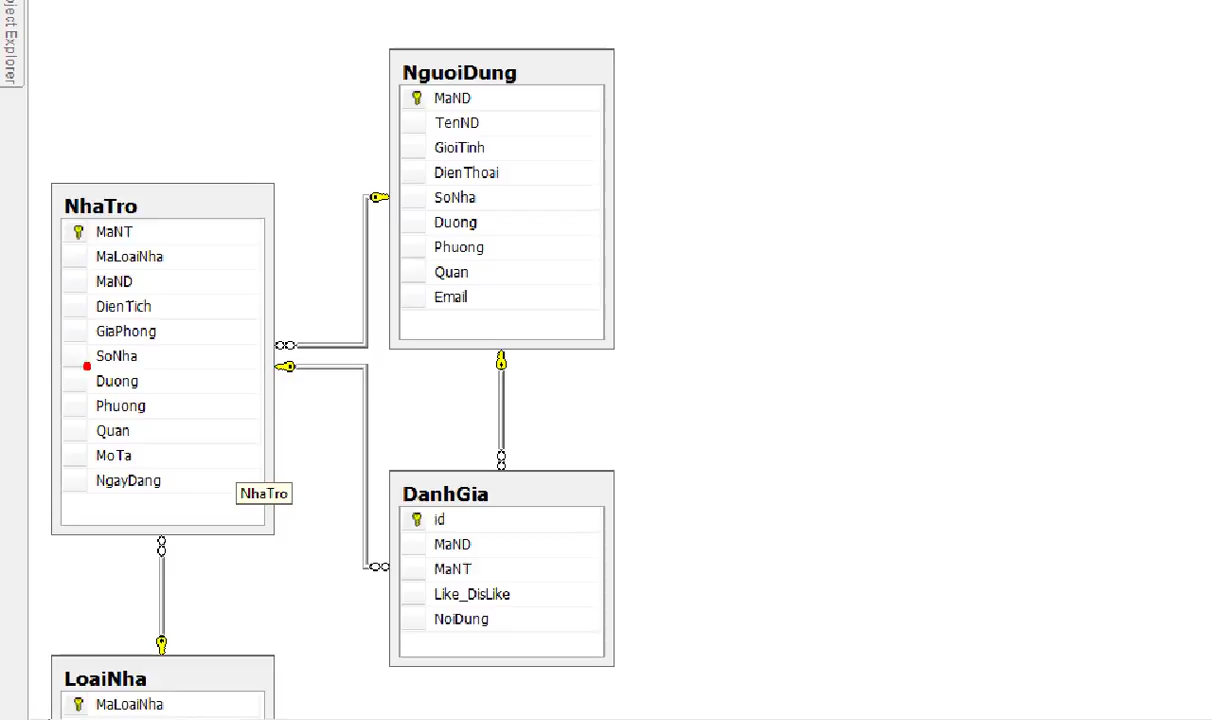 ject Explorer
NguoiDung
MaND
TenND
GioiTinh
DienThoai
SoNha
Duong
Phuong
Quan
Email
NhaTro
MaNT
MaLoaiNha
MaND
DienTich
GiaPhong
SoNha
Duong
Phuong
Quan
MoTa
NgayDang
NhaTro
DanhGia
id
MaND
MaNT
Like_DisLike
NoiDung
LoaiNha
MaLoaiNha